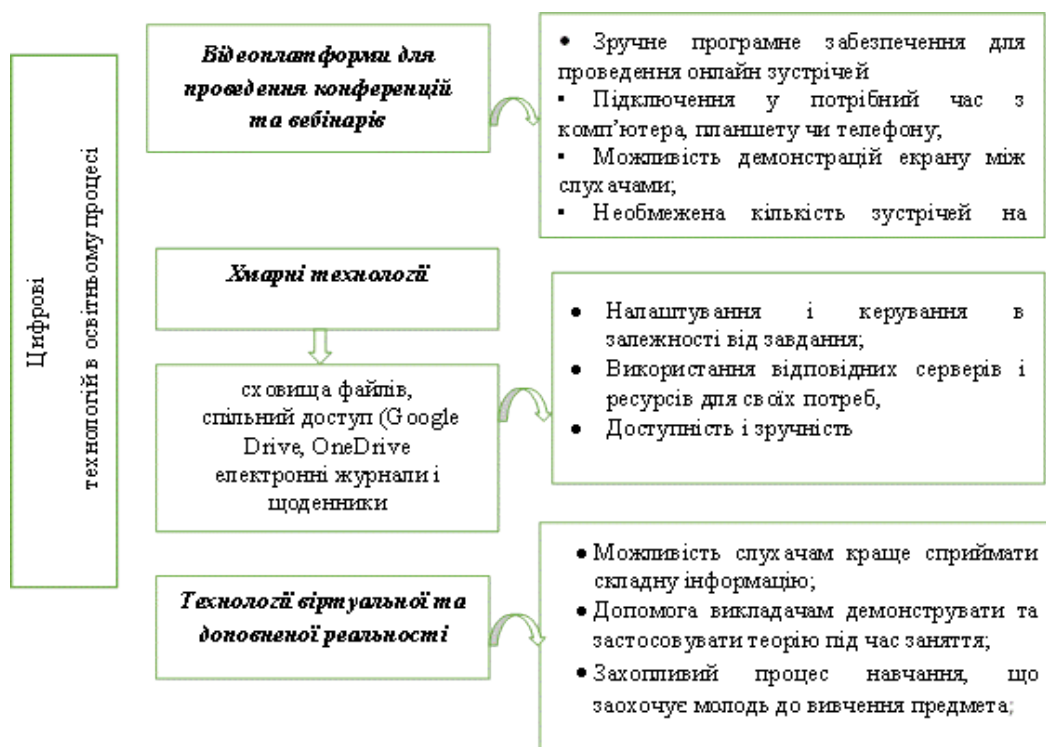 Цифрові
технологій в освітньому процесі
Відеоплатформи для
проведення конференцій
та вебінарів
• Зручне програмне забезпечення для
проведення онлайн зустрічей
▪ Підключення у потрібний час з
комп’ютера, планшету чи телефону;
▪ Можливість демонстрацій екрану між
слухачами;
▪ Необмежена кількість зустрічей на
Хмарні технології
сховища файлів,
спільний доступ (Google
Drive, OneDrive
електронні журнали і
щоденники
● Налаштування і керування в
залежності від завдання;
● Використання відповідних серверів і
ресурсів для своїх потреб,
● Доступність і зручність
Технології віртуальної та
доповненої реальності
● Можливість слухачам краще сприймати
складну інформацію;
● Допомога викладачам демонструвати та
застосовувати теорію під час заняття;
● Захопливий процес навчання, що
заохочує молодь до вивчення предмета;